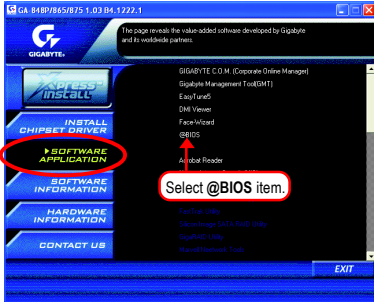 GA-848P/865/875 1.03 B4.1222.1
The page reveals the value-added software developed by Gigabyte
and its worldwide partners.
GIGABYTE
Xpress
INSTALL
INSTALL
CHIPSET DRIVER
SOFTWARE
APPLICATION
SOFTWARE
INFORMATION
HARDWARE
INFORMATION
CONTACT US
GIGABYTE C.O.M. (Corporate Online Manager)
Gigabyte Management Tool(GMT)
EasyTune5
DMI Viewer
Face-Wizard
@BIOS
Acrobat Reader
Select @BIOS item.
EXIT